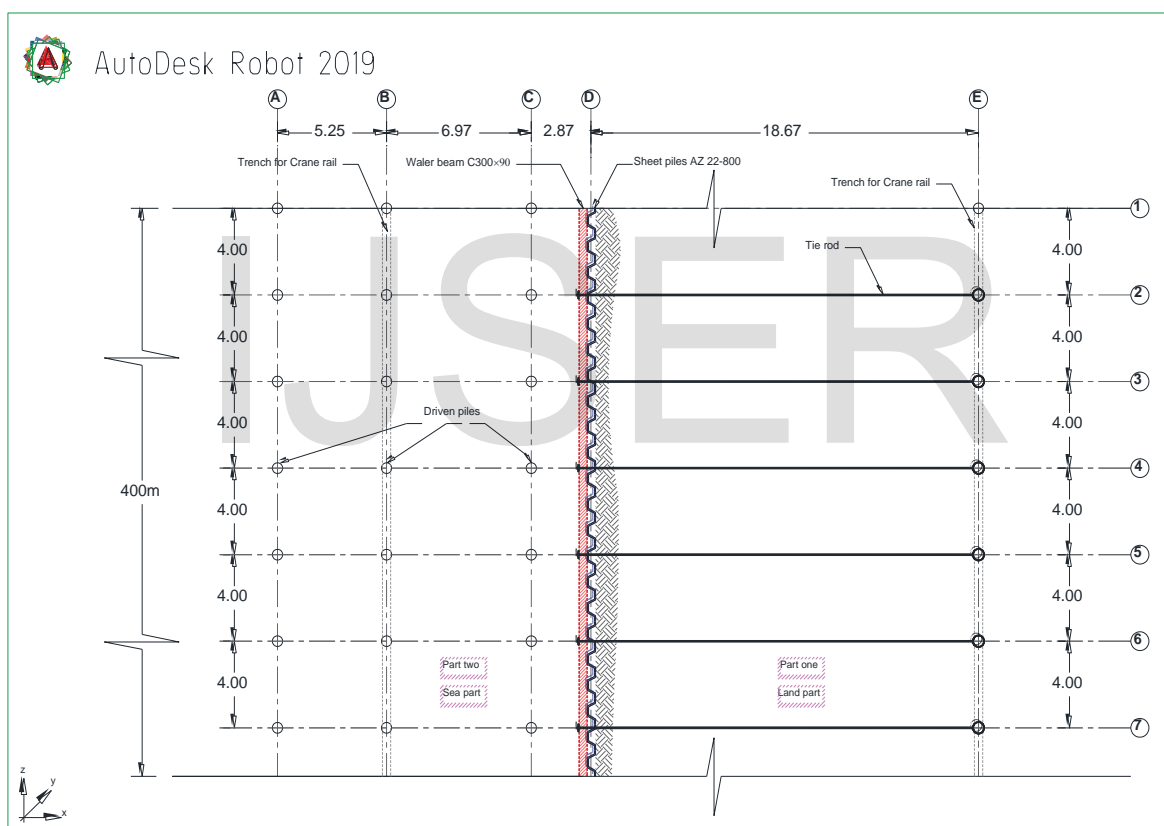 AutoDesk Robot 2019
A B C D E
5.25 6.97 2.87 18.67
Trench for Crane rail
Waler beam C300×90
Sheet piles AZ 22-800
Trench for Crane rail
1
4.00 4.00
Tie rod
2
4.00 4.00
3
4.00 4.00
Driven piles
4
400m
4.00 4.00
5
4.00 4.00
6
Part two Part one
Sea part Land part
4.00 4.00
7
z
y
x
IJSER